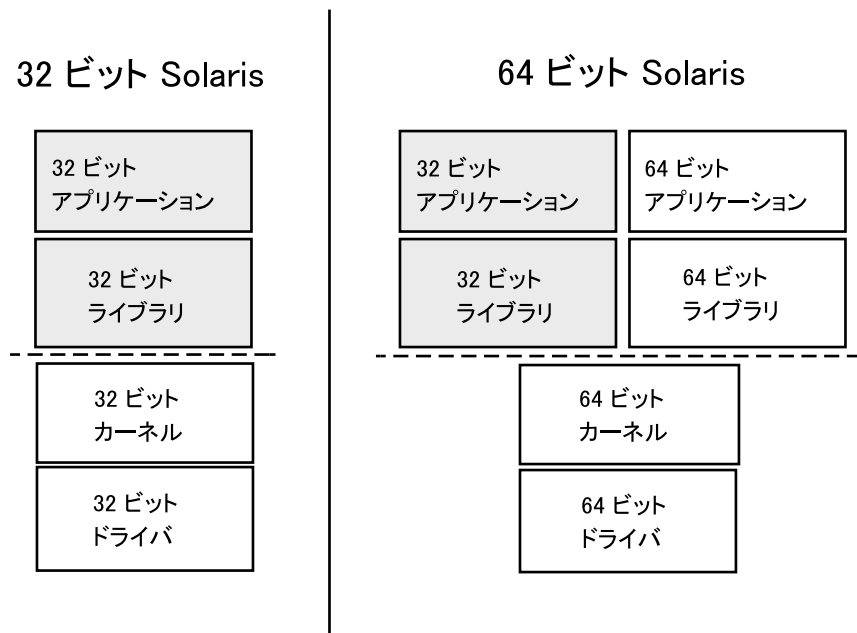 32 ビット Solaris
32 ビット
アプリケーション
32 ビット
ライブラリ
32 ビット
カーネル
32 ビット
ドライバ
64 ビット Solaris
32 ビット
アプリケーション
64 ビット
アプリケーション
32 ビット
ライブラリ
64 ビット
ライブラリ
64 ビット
カーネル
64 ビット
ドライバ